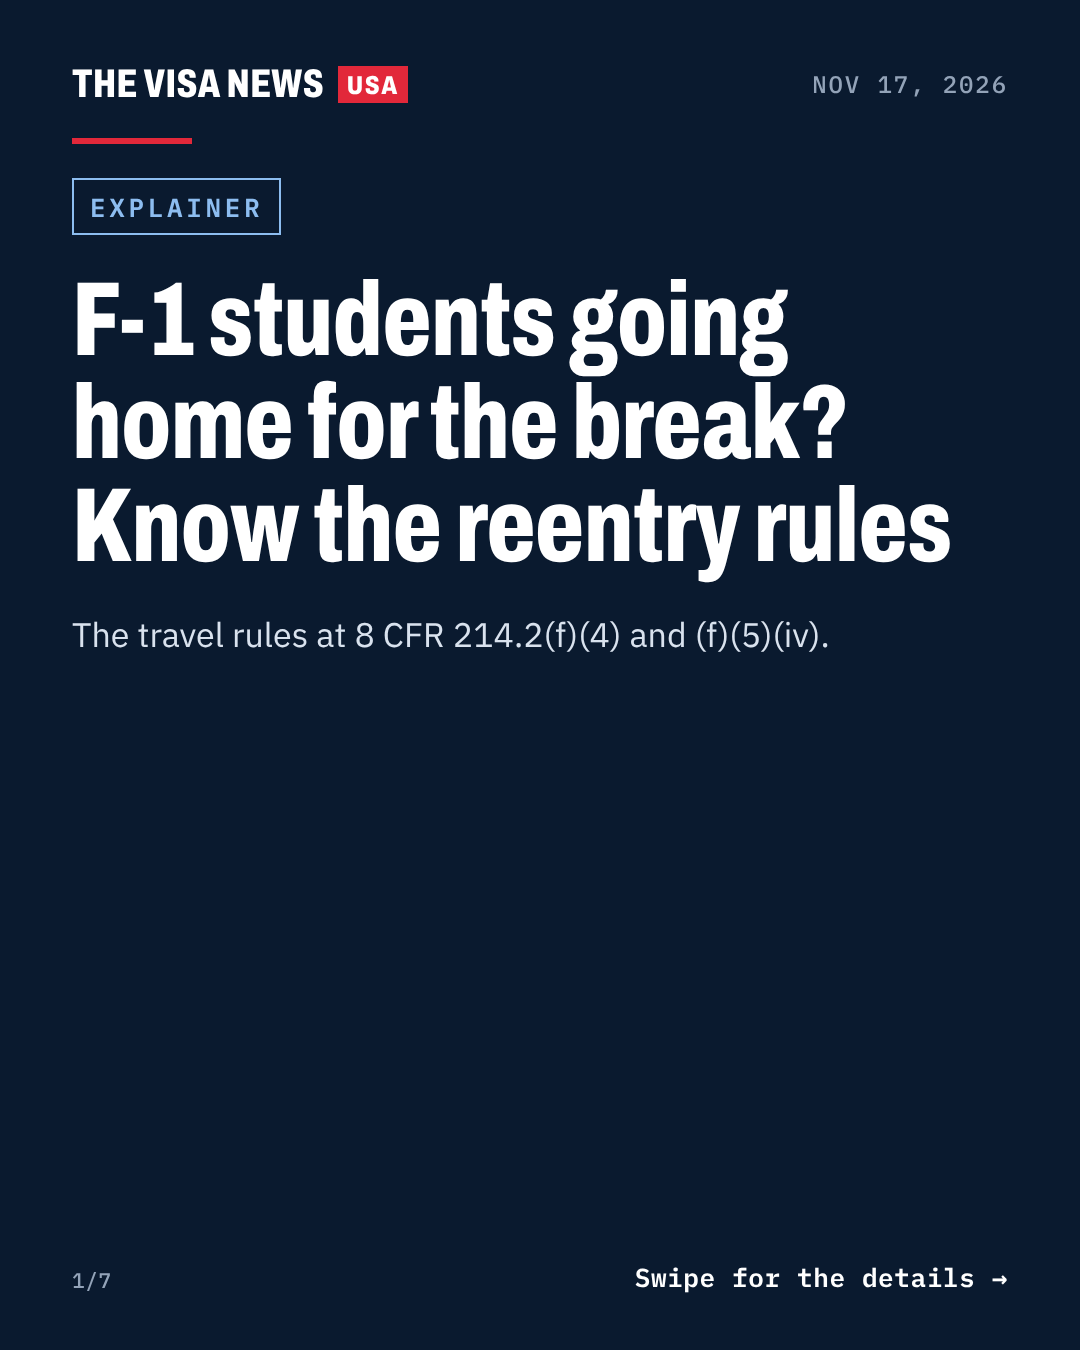 THE VISA NEWS USA
NOV 17, 2026
EXPLAINER
F-1 students going
home for the break?
Know the reentry rules
The travel rules at 8 CFR 214.2(f)(4) and (f)(5)(iv).
1/7
Swipe for the details →